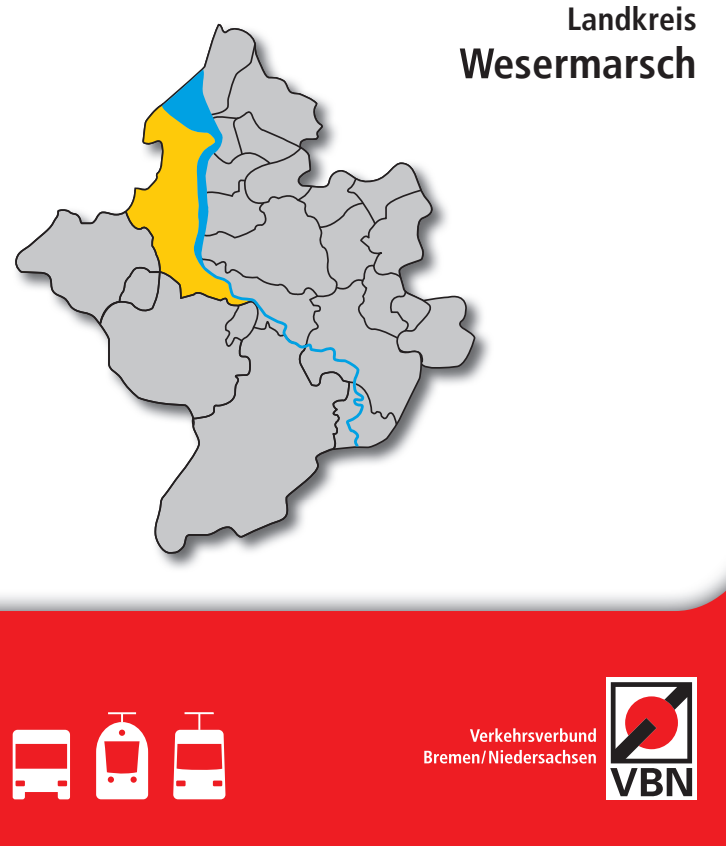 Landkreis
Wesermarsch
Verkehrsverbund
Bremen/Niedersachsen
VBN